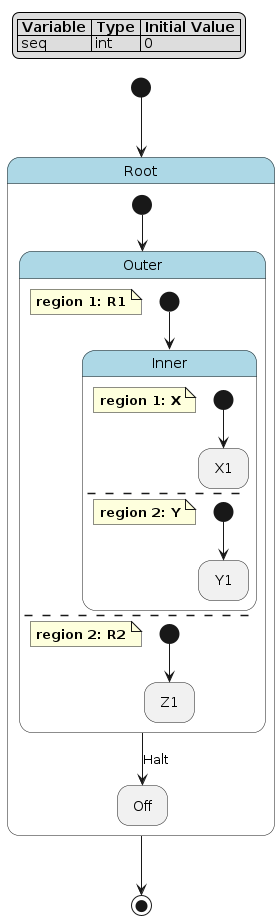 Variable Type Initial Value
seq int 0
Root
Outer
region 1: R1
Inner
region 1: X
X1
region 2: Y
Y1
region 2: R2
Z1
Halt
Off